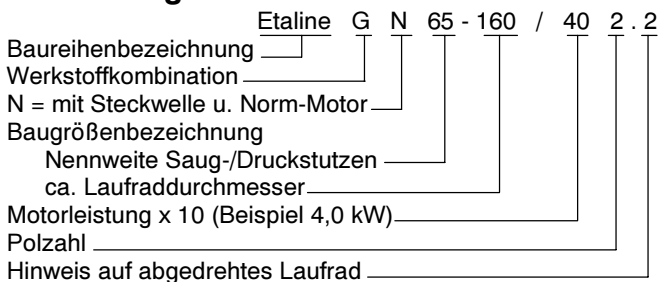 Etaline G N 65 - 160 / 40 2 . 2
Baureihenbezeichnung
Werkstoffkombination
N = mit Steckwelle u. Norm-Motor
Baugrößenbezeichnung
Nennweite Saug-/Druckstutzen
ca. Laufraddurchmesser
Motorleistung x 10 (Beispiel 4,0 kW)
Polzahl
Hinweis auf abgedrehtes Laufrad